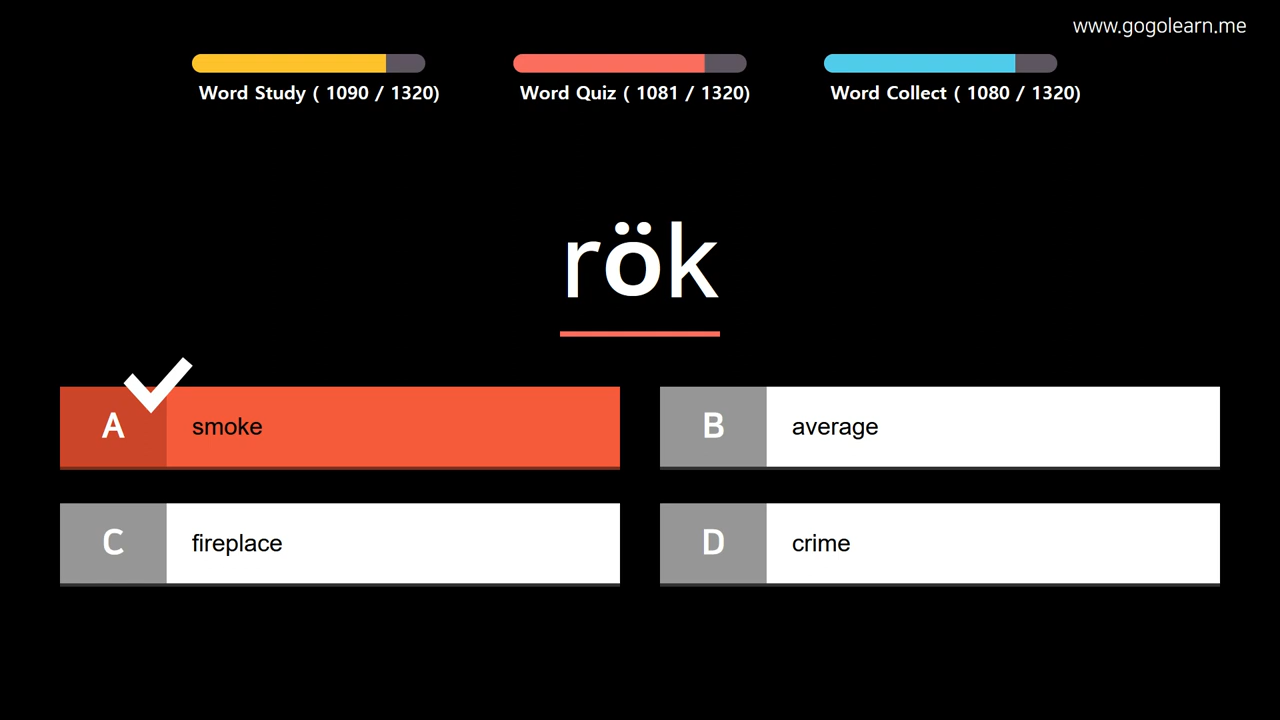 www.gogolearn.me
Word Study ( 1090 / 1320)
Word Quiz ( 1081 / 1320)
Word Collect ( 1080 / 1320)
rök
A smoke
B average
C fireplace
D crime